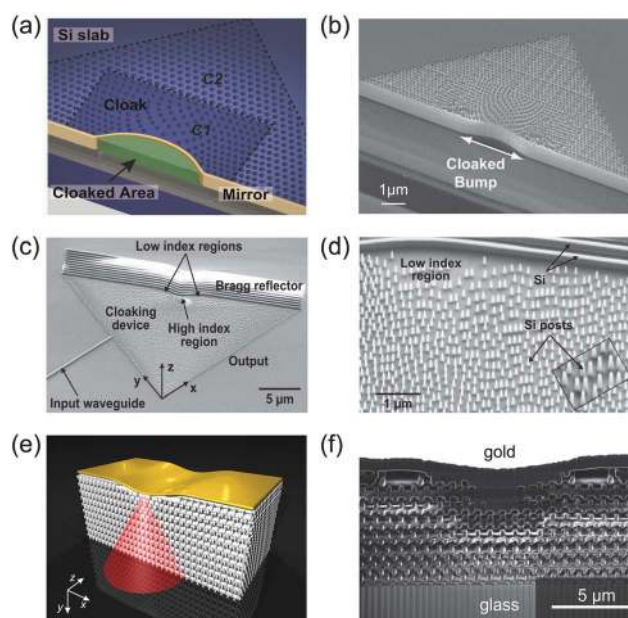 (a)
Si slab
C2
Cloak
C1
Cloaked Area
Mirror
(b)
Cloaked
Bump
1μm
(c)
Low index regions
Bragg reflector
Cloaking
device
High index
region
Output
z
y
x
Input waveguide
5 μm
(d)
Low index
region
Si
Si posts
1 μm
(e)
z
x
y
(f)
gold
glass
5 μm